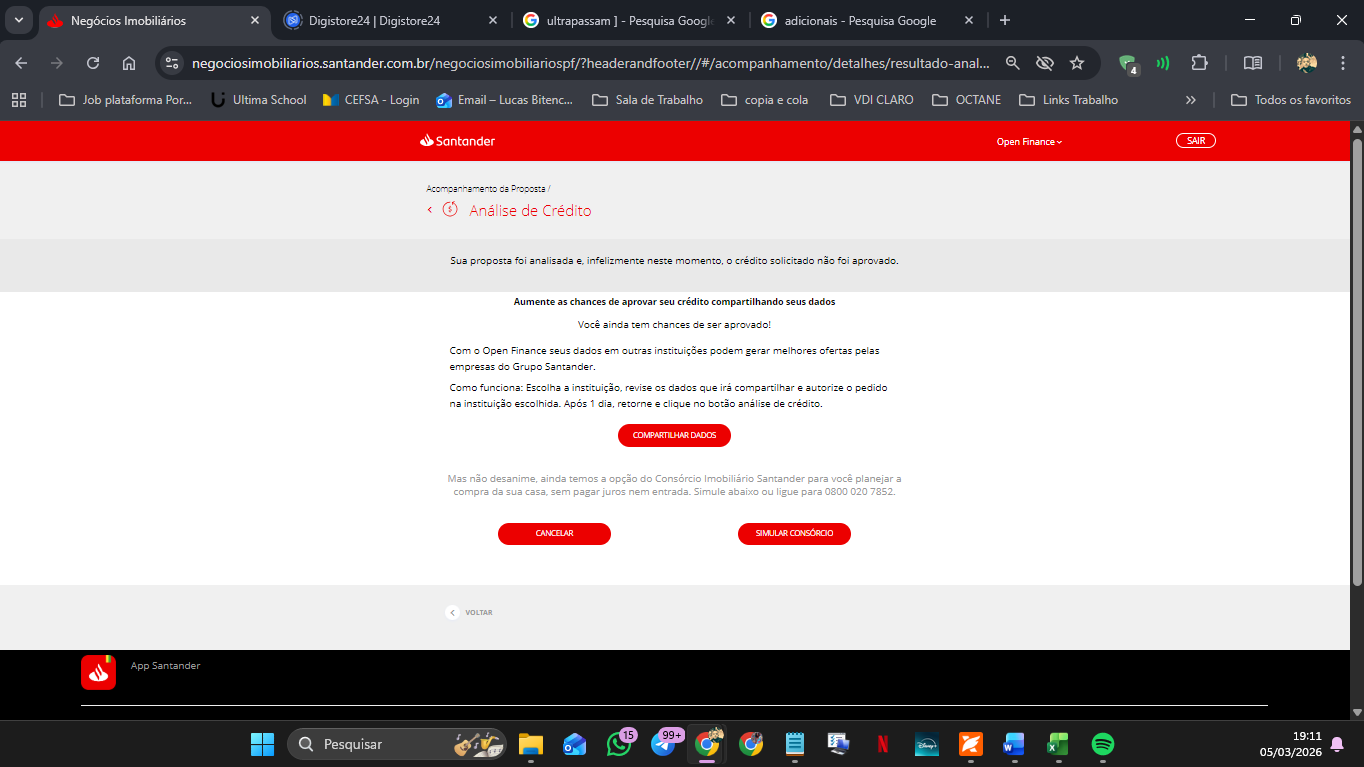 Negócios Imobiliários
Digistore24 | Digistore24
ultrapassam ] - Pesquisa Googl
adicionais - Pesquisa Google
negociosimobiliarios.santander.com.br/negociosimobiliariospf/?headerandfooter//#/acompanhamento/detalhes/resultado-anal...
4
Job plataforma Por...
Ultima School
CEFSA - Login
Email – Lucas Bitenc...
Sala de Trabalho
copia e cola
VDI CLARO
OCTANE
Links Trabalho
Todos os favoritos
Santander
Open Finance
SAIR
Acompanhamento da Proposta /
Análise de Crédito
Sua proposta foi analisada e, infelizmente neste momento, o crédito solicitado não foi aprovado.
Aumente as chances de aprovar seu crédito compartilhando seus dados
Você ainda tem chances de ser aprovado!
Com o Open Finance seus dados em outras instituições podem gerar melhores ofertas pelas
empresas do Grupo Santander.
Como funciona: Escolha a instituição, revise os dados que irá compartilhar e autorize o pedido
na instituição escolhida. Após 1 dia, retorne e clique no botão análise de crédito.
COMPARTILHAR DADOS
Mas não desanime, ainda temos a opção do Consórcio Imobiliário Santander para você planejar a
compra da sua casa, sem pagar juros nem entrada. Simule abaixo ou ligue para 0800 020 7852.
CANCELAR
SIMULAR CONSÓRCIO
VOLTAR
App Santander
Pesquisar
15
99+
19:11
05/03/2026